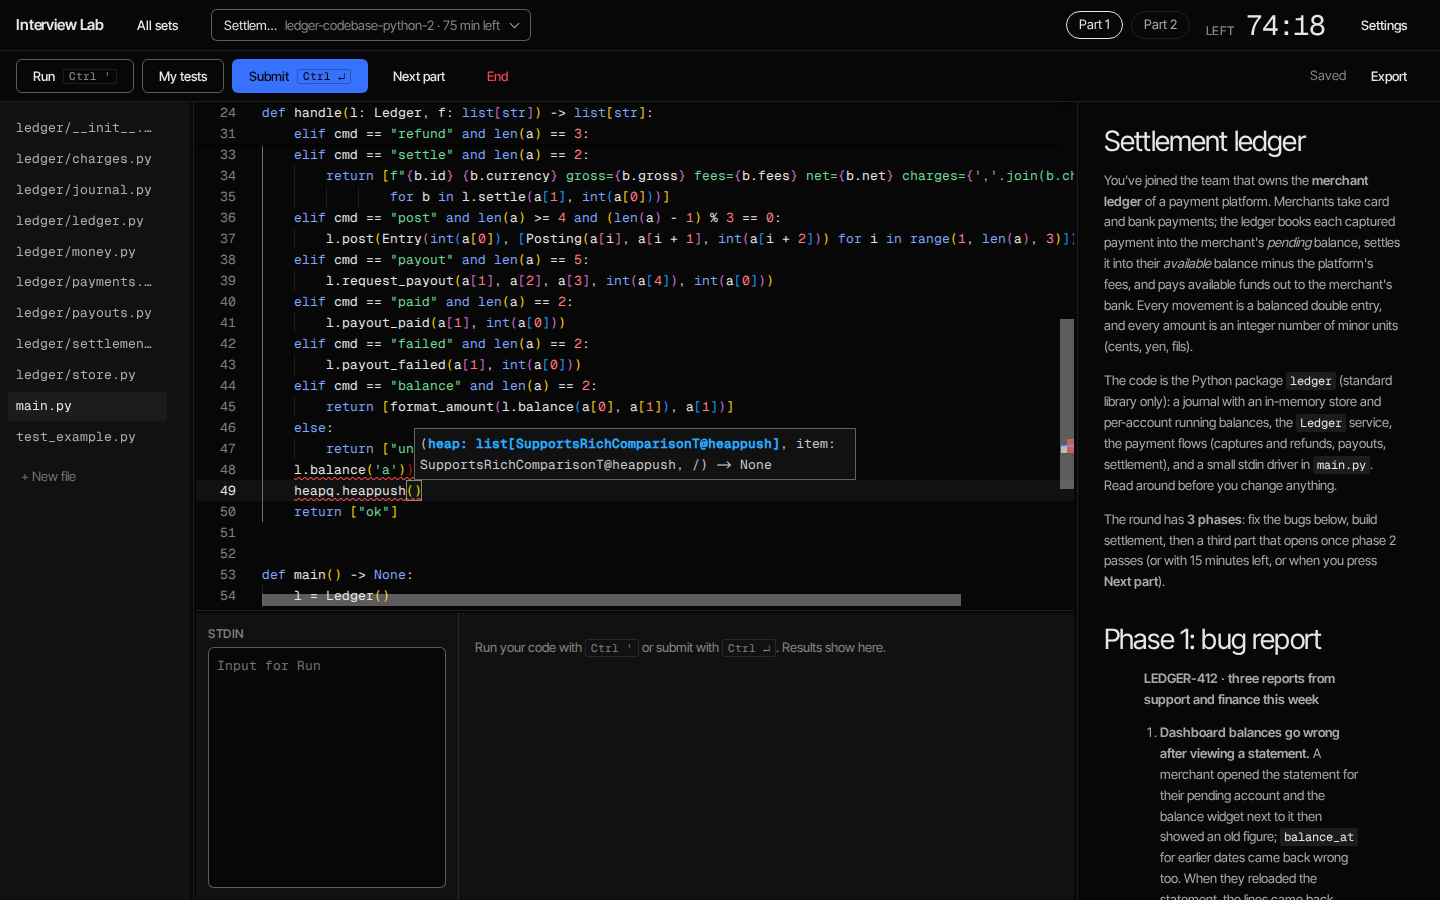 Interview Lab
All sets
Settlem... ledger-codebase-python-2 · 75 min left
Part 1
Part 2
LEFT 74:18
Settings
Run Ctrl '
My tests
Submit Ctrl ↵
Next part
End
Saved
Export
ledger/__init__.…
ledger/charges.py
ledger/journal.py
ledger/ledger.py
ledger/money.py
ledger/payments.…
ledger/payouts.py
ledger/settlemen…
ledger/store.py
main.py
test_example.py
+ New file
24 def handle(l: Ledger, f: list[str]) -> list[str]:
31 elif cmd == "refund" and len(a) == 3:
33 elif cmd == "settle" and len(a) == 2:
34 return [f"{b.id} {b.currency} gross={b.gross} fees={b.fees} net={b.net} charges={','.join(b.ch
35 for b in l.settle(a[1], int(a[0]))]
36 elif cmd == "post" and len(a) >= 4 and (len(a) - 1) % 3 == 0:
37 l.post(Entry(int(a[0]), [Posting(a[i], a[i + 1], int(a[i + 2])) for i in range(1, len(a), 3)])
38 elif cmd == "payout" and len(a) == 5:
39 l.request_payout(a[1], a[2], a[3], int(a[4]), int(a[0]))
40 elif cmd == "paid" and len(a) == 2:
41 l.payout_paid(a[1], int(a[0]))
42 elif cmd == "failed" and len(a) == 2:
43 l.payout_failed(a[1], int(a[0]))
44 elif cmd == "balance" and len(a) == 2:
45 return [format_amount(l.balance(a[0], a[1]), a[1])]
46 else:
47 return ["un
48 l.balance('a'))
49 heapq.heappush()
50 return ["ok"]
51
52
53 def main() -> None:
54 l = Ledger()
(heap: list[SupportsRichComparisonT@heappush], item:
SupportsRichComparisonT@heappush, /) -> None
STDIN
Input for Run
Run your code with Ctrl ' or submit with Ctrl ↵. Results show here.
Settlement ledger
You've joined the team that owns the merchant
ledger of a payment platform. Merchants take card
and bank payments; the ledger books each captured
payment into the merchant's pending balance, settles
it into their available balance minus the platform's
fees, and pays available funds out to the merchant's
bank. Every movement is a balanced double entry,
and every amount is an integer number of minor units
(cents, yen, fils).
The code is the Python package ledger (standard
library only): a journal with an in-memory store and
per-account running balances, the Ledger service,
the payment flows (captures and refunds, payouts,
settlement), and a small stdin driver in main.py.
Read around before you change anything.
The round has 3 phases: fix the bugs below, build
settlement, then a third part that opens once phase 2
passes (or with 15 minutes left, or when you press
Next part).
Phase 1: bug report
LEDGER-412 · three reports from
support and finance this week
1. Dashboard balances go wrong
after viewing a statement. A
merchant opened the statement for
their pending account and the
balance widget next to it then
showed an old figure; balance_at
for earlier dates came back wrong
too. When they reloaded the
statement, the lines came back